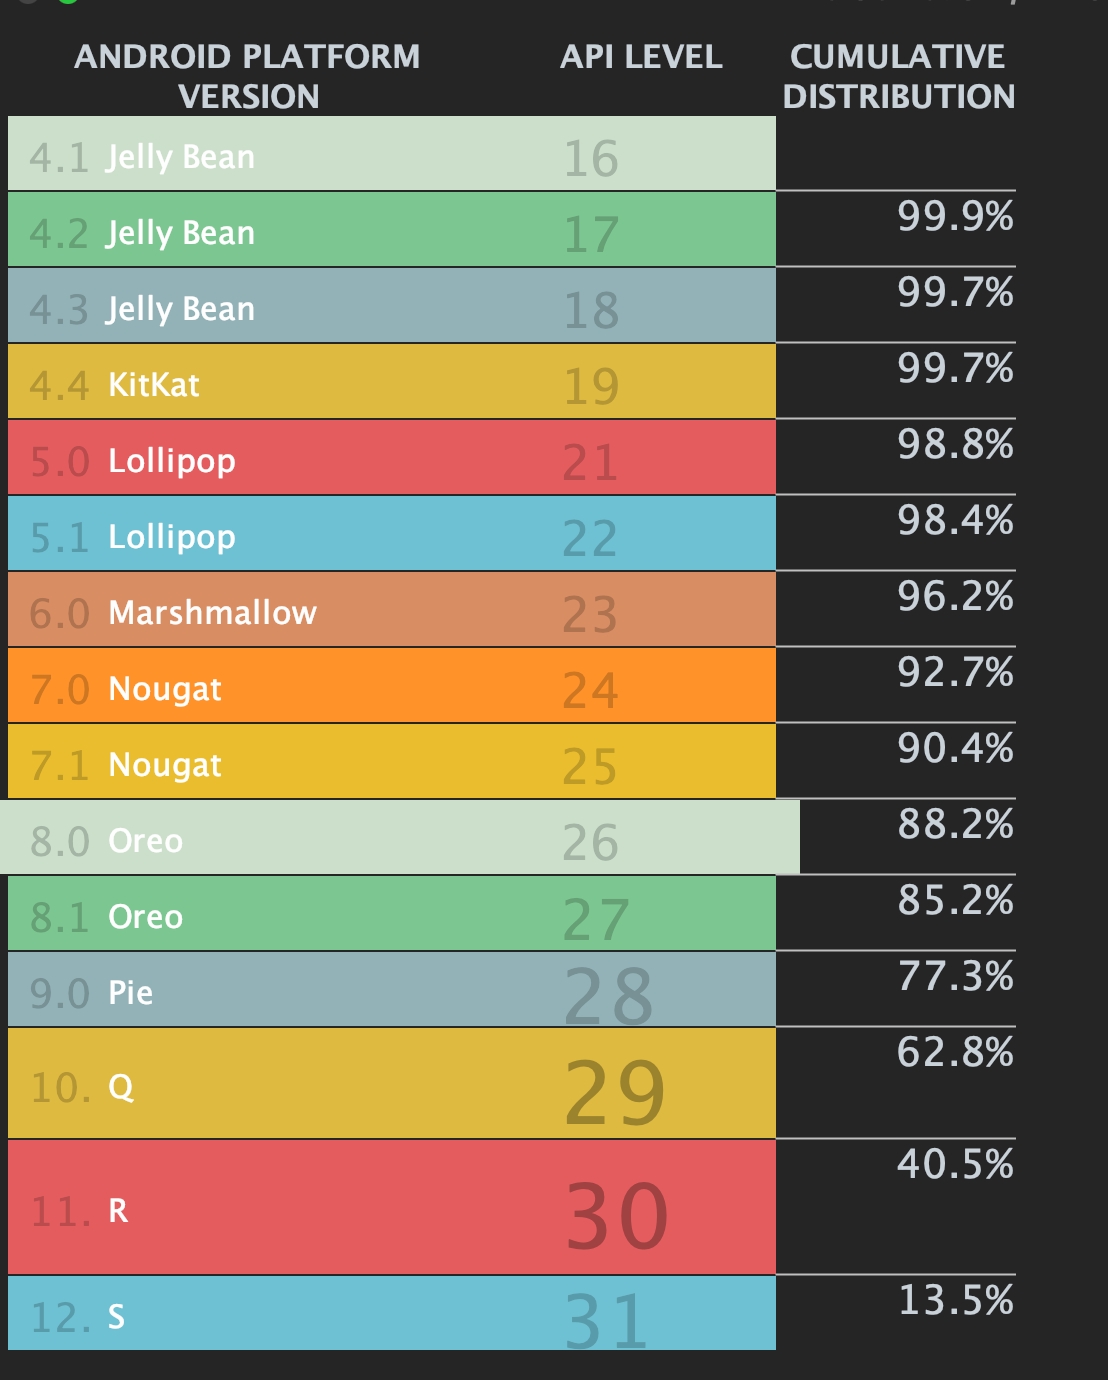 ANDROID PLATFORM VERSION API LEVEL CUMULATIVE DISTRIBUTION
4.1 Jelly Bean 16
4.2 Jelly Bean 17 99.9%
4.3 Jelly Bean 18 99.7%
4.4 KitKat 19 99.7%
5.0 Lollipop 21 98.8%
5.1 Lollipop 22 98.4%
6.0 Marshmallow 23 96.2%
7.0 Nougat 24 92.7%
7.1 Nougat 25 90.4%
8.0 Oreo 26 88.2%
8.1 Oreo 27 85.2%
9.0 Pie 28 77.3%
10. Q 29 62.8%
11. R 30 40.5%
12. S 31 13.5%